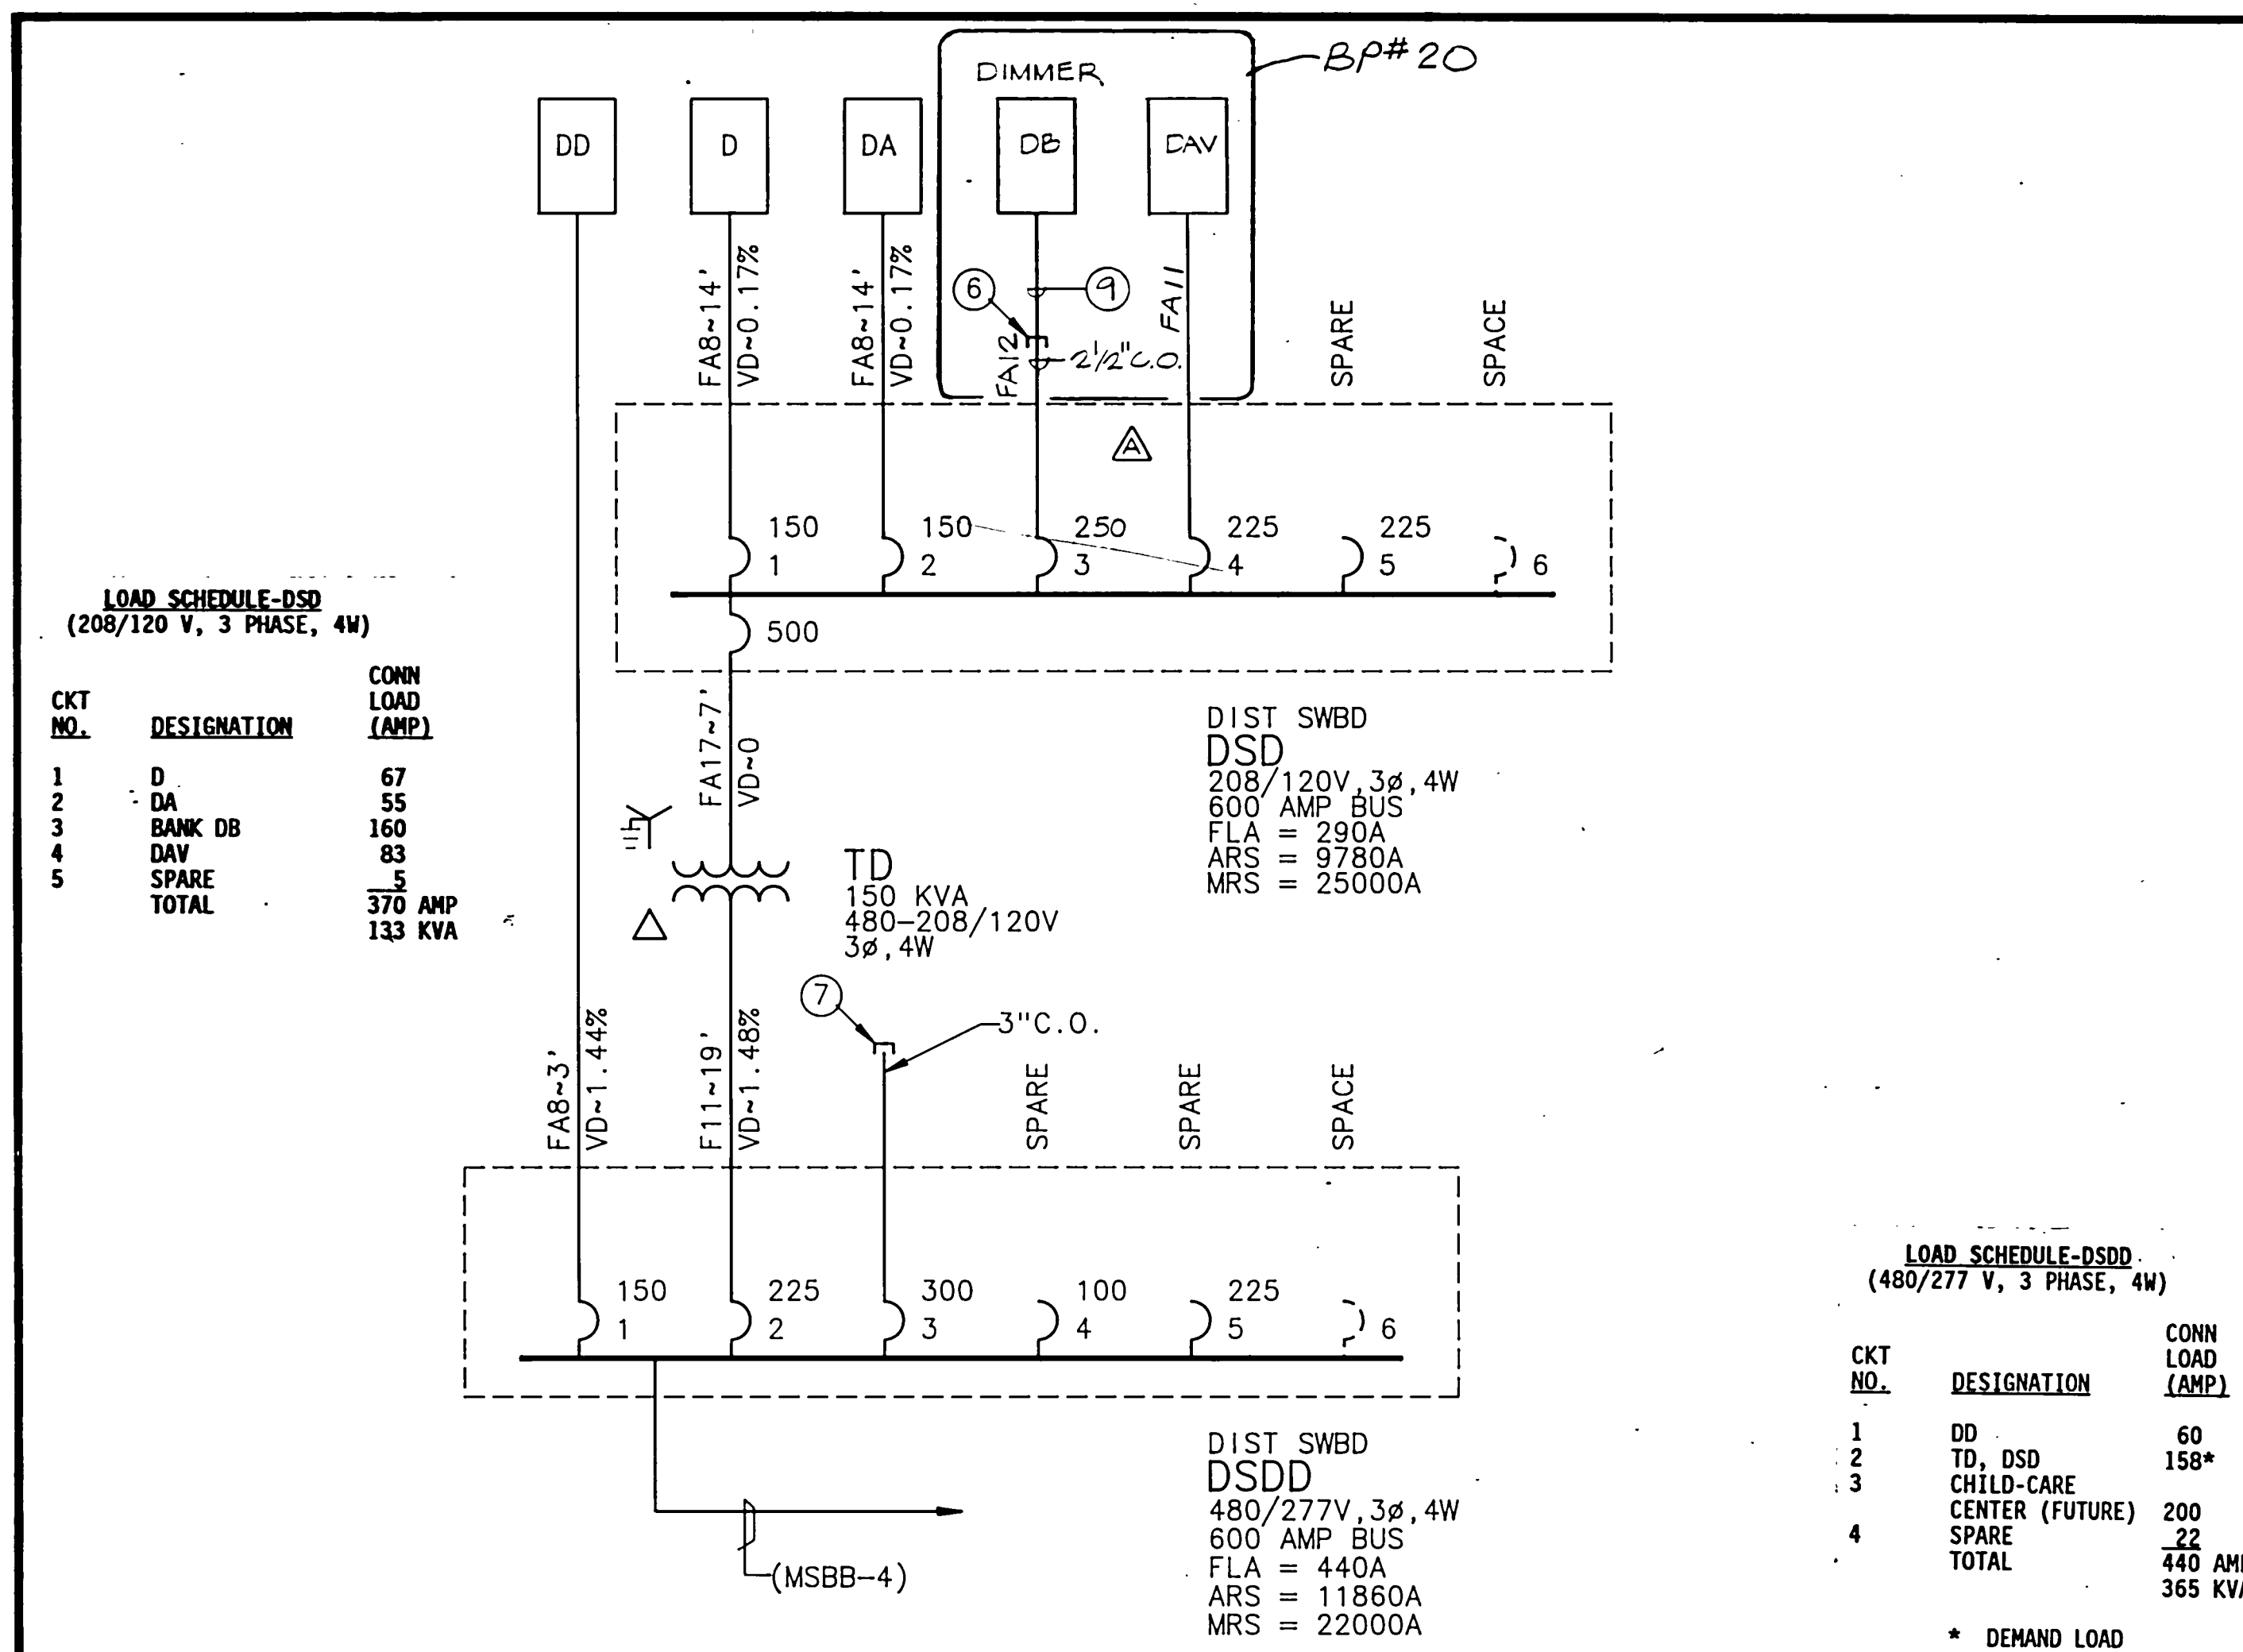 BP#20
DIMMER
DD
D
DA
DB
DAV
FA8~14'
VD~0.17%
FA8~14'
VD~0.17%
6
9
FA12
2 1/2" C.O.
FA11
SPARE
SPACE
A
150
1
150
2
250
3
225
4
225
5
6
500
LOAD SCHEDULE-DSD
(208/120 V, 3 PHASE, 4W)
CKT NO. DESIGNATION CONN LOAD (AMP)
1 D 67
2 DA 55
3 BANK DB 160
4 DAV 83
5 SPARE 5
TOTAL 370 AMP
133 KVA
FA17~7'
VD~0
DIST SWBD
DSD
208/120V,3ø,4W
600 AMP BUS
FLA = 290A
ARS = 9780A
MRS = 25000A
TD
150 KVA
480-208/120V
3ø,4W
7
3"C.O.
FA8~3'
VD~1.44%
F11~19'
VD~1.48%
SPARE
SPARE
SPACE
150
1
225
2
300
3
100
4
225
5
6
(MSBB-4)
DIST SWBD
DSDD
480/277V,3ø,4W
600 AMP BUS
FLA = 440A
ARS = 11860A
MRS = 22000A
LOAD SCHEDULE-DSDD
(480/277 V, 3 PHASE, 4W)
CKT NO. DESIGNATION CONN LOAD (AMP)
1 DD 60
2 TD, DSD 158*
3 CHILD-CARE
CENTER (FUTURE) 200
4 SPARE 22
TOTAL 440
365
* DEMAND LOAD